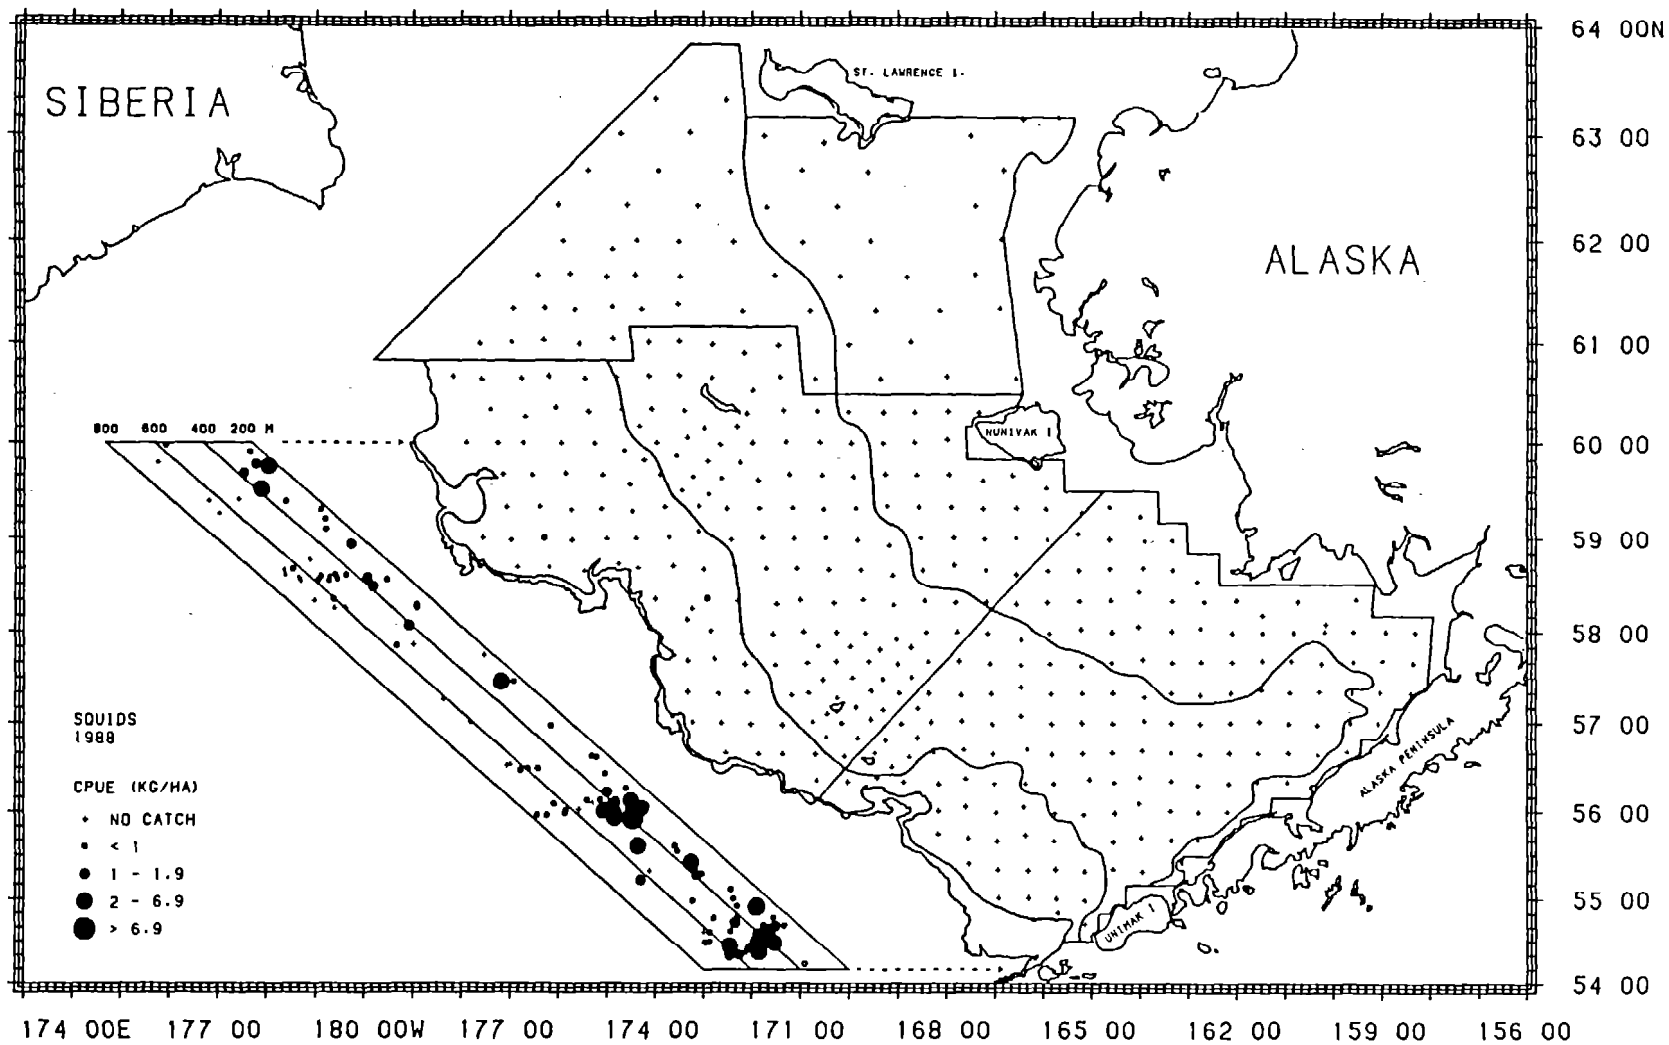 64 00N
ST. LAWRENCE I.
SIBERIA
63 00
62 00
ALASKA
61 00
800 600 400 200 M
NUNIVAK I
60 00
59 00
58 00
SQUIDS
1988
57 00
ALASKA PENINSULA
CPUE (KG/HA)
+ NO CATCH
56 00
< 1
1 - 1.9
2 - 6.9
55 00
> 6.9
UNIMAK I
54 00
174 00E 177 00 180 00W 177 00 174 00 171 00 168 00 165 00 162 00 159 00 156 00